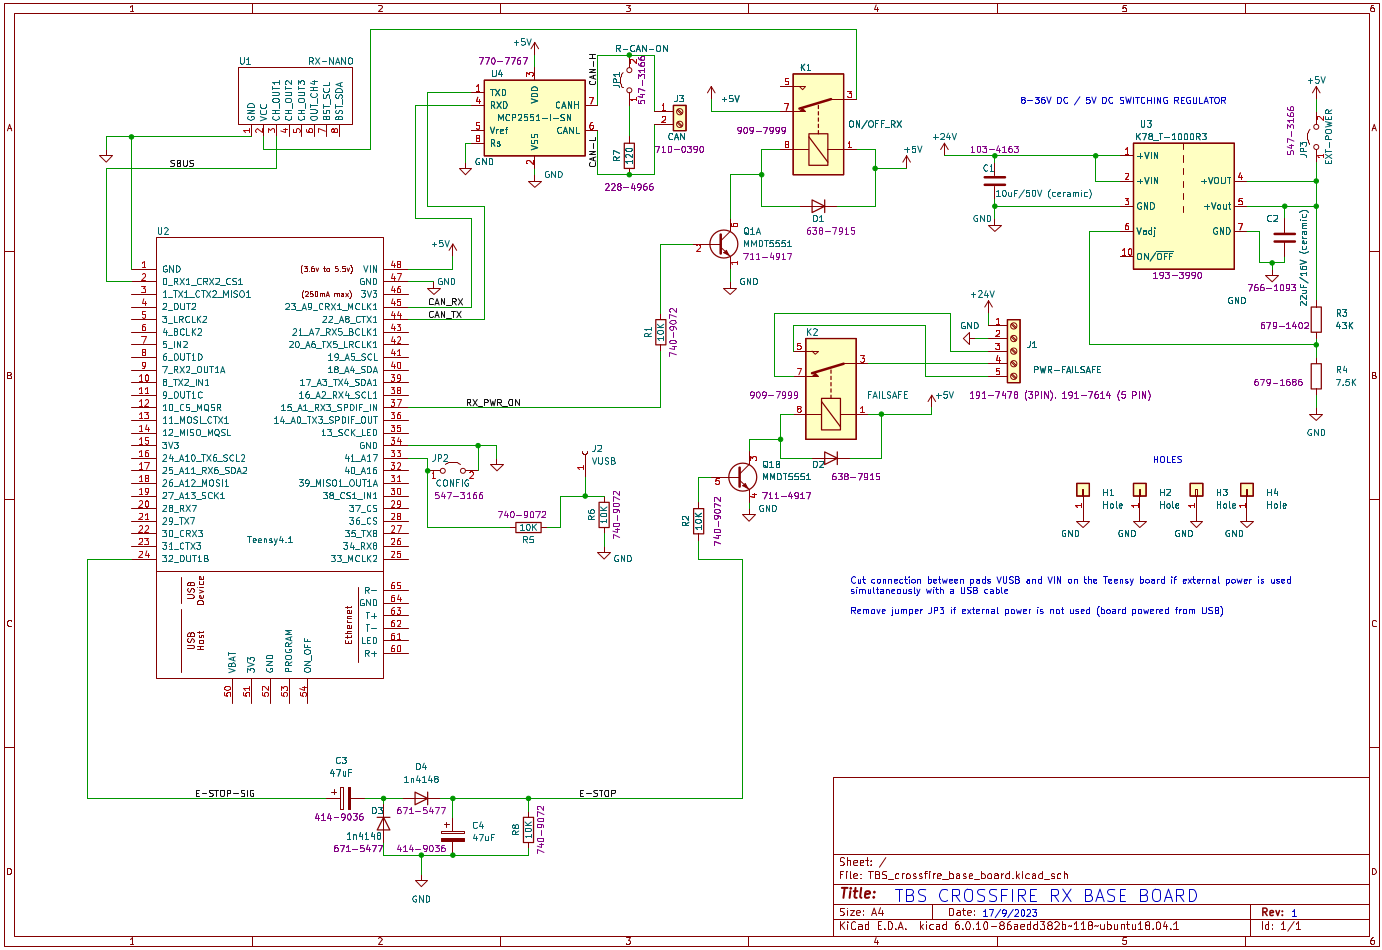 1
2
3
4
5
6
A
B
C
D
U1
RX-NANO
GND
VCC
CH_OUT1
CH_OUT2
CH_OUT3
OUT_CH4
BST_SCL
BST_SDA
1
2
3
4
5
6
7
8
SBUS
+5V
770-7767
U4
TXD
RXD
Vref
Rs
VDD
VSS
CANH
CANL
MCP2551-I-SN
1
4
5
8
3
2
7
6
GND
GND
CAN-H
CAN-L
R-CAN-ON
JP1
547-3166
1
2
R7
120
228-4966
J3
1
2
CAN
710-0390
+5V
909-7999
K1
5
7
8
3
1
ON/OFF_RX
+5V
D1
638-7915
Q1A
MMDT5551
711-4917
2
6
1
GND
R1
10K
740-9072
RX_PWR_ON
8-36V DC / 5V DC SWITCHING REGULATOR
+24V
103-4163
C1
10uF/50V (ceramic)
GND
U3
K78_T-1000R3
+VIN
+VIN
GND
Vadj
ON/OFF
+VOUT
+Vout
GND
1
2
3
6
10
4
5
7
193-3990
+5V
547-3166
JP3
EXT-POWER
C2
22uF/16V (ceramic)
766-1093
GND
679-1402
R3
43K
679-1686
R4
7.5K
GND
U2
GND
0_RX1_CRX2_CS1
1_TX1_CTX2_MISO1
2_OUT2
3_LRCLK2
4_BCLK2
5_IN2
6_OUT1D
7_RX2_OUT1A
8_TX2_IN1
9_OUT1C
10_CS_MQSR
11_MOSI_CTX1
12_MISO_MQSL
3V3
24_A10_TX6_SCL2
25_A11_RX6_SDA2
26_A12_MOSI1
27_A13_SCK1
28_RX7
29_TX7
30_CRX3
31_CTX3
32_OUT1B
1
2
3
4
5
6
7
8
9
10
11
12
13
14
15
16
17
18
19
20
21
22
23
24
(3.6v to 5.5v) VIN
GND
(250mA max) 3V3
23_A9_CRX1_MCLK1
22_A8_CTX1
21_A7_RX5_BCLK1
20_A6_TX5_LRCLK1
19_A5_SCL
18_A4_SDA
17_A3_TX4_SDA1
16_A2_RX4_SCL1
15_A1_RX3_SPDIF_IN
14_A0_TX3_SPDIF_OUT
13_SCK_LED
GND
41_A17
40_A16
39_MISO1_OUT1A
38_CS1_IN1
37_CS
36_CS
35_TX8
34_RX8
33_MCLK2
48
47
46
45
44
43
42
41
40
39
38
37
36
35
34
33
32
31
30
29
28
27
26
25
Teensy4.1
+5V
GND
CAN_RX
CAN_TX
USB Device
USB Host
Ethernet
R-
GND
T+
T-
LED
R+
65
64
63
62
61
60
VBAT
3V3
GND
PROGRAM
ON_OFF
50
51
52
53
54
JP2
1
2
CONFIG
547-3166
J2
VUSB
1
740-9072
10K
R5
R6
10K
740-9072
GND
K2
5
7
8
3
1
909-7999
FAILSAFE
+5V
D2
638-7915
Q1B
MMDT5551
711-4917
5
3
4
GND
R2
10K
740-9072
+24V
GND
1
2
3
4
5
J1
PWR-FAILSAFE
191-7478 (3PIN). 191-7614 (5 PIN)
HOLES
H1
Hole
1
GND
H2
Hole
1
GND
H3
Hole
1
GND
H4
Hole
1
GND
Cut connection between pads VUSB and VIN on the Teensy board if external power is used
simultaneously with a USB cable
Remove jumper JP3 if external power is not used (board powered from USB)
E-STOP-SIG
C3
47uF
414-9036
D4
1n4148
671-5477
D3
1n4148
671-5477
C4
47uF
414-9036
R8
10K
740-9072
E-STOP
GND
Sheet: /
File: TBS_crossfire_base_board.kicad_sch
Title: TBS CROSSFIRE RX BASE BOARD
Size: A4
Date: 17/9/2023
Rev: 1
KiCad E.D.A. kicad 6.0.10-86aedd382b~118~ubuntu18.04.1
Id: 1/1